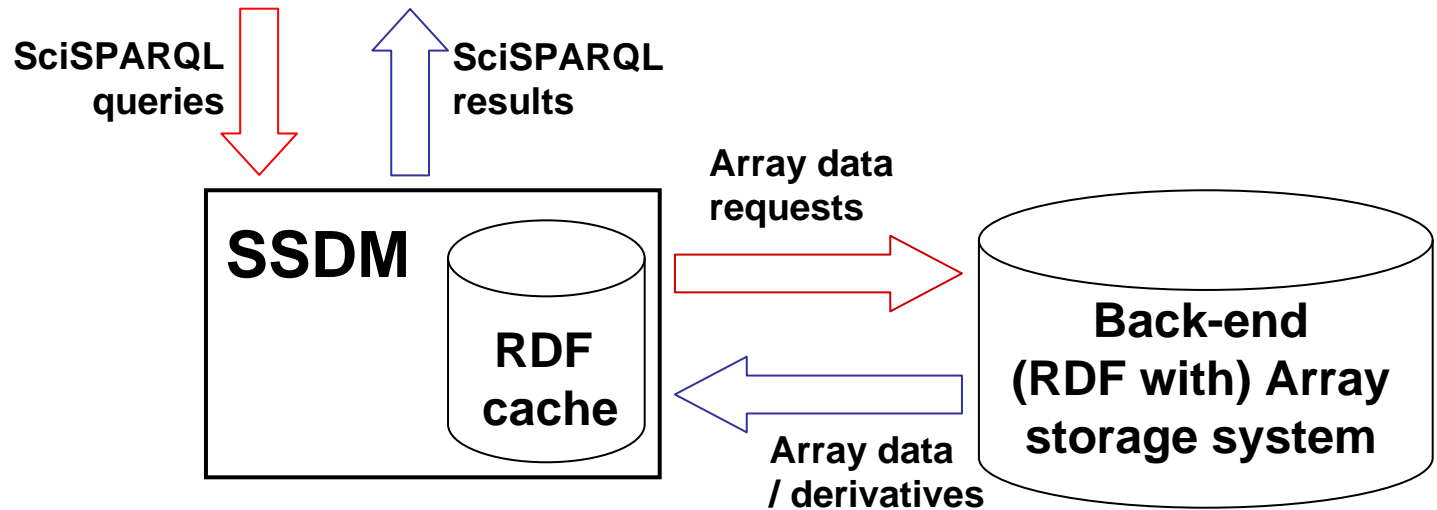 SciSPARQL
queries
SciSPARQL
results
Array data
requests
SSDM
RDF
cache
Back-end
(RDF with) Array
storage system
Array data
/ derivatives